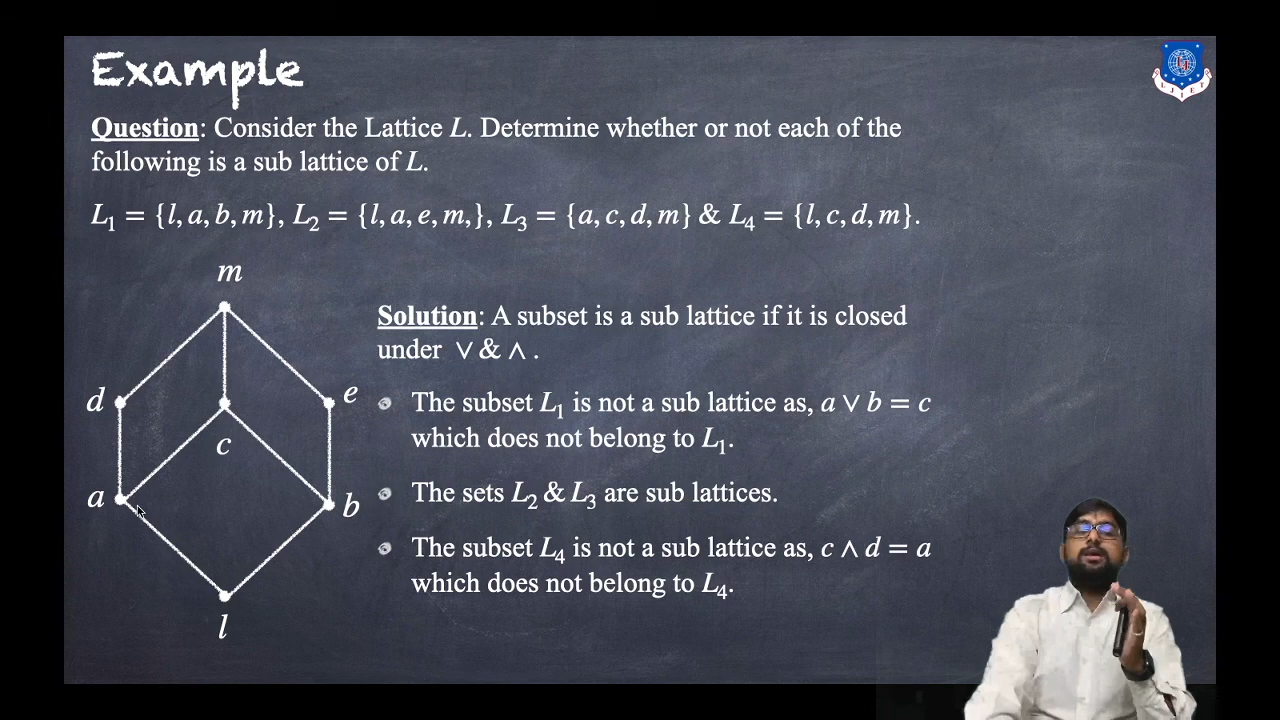 Example
Question: Consider the Lattice L. Determine whether or not each of the
following is a sub lattice of L.
L₁ = {l, a, b, m}, L₂ = {l, a, e, m,}, L₃ = {a, c, d, m} & L₄ = {l, c, d, m}.
m
d
e
c
a
b
l
Solution: A subset is a sub lattice if it is closed
under ∨ & ∧ .
The subset L₁ is not a sub lattice as, a ∨ b = c
which does not belong to L₁.
The sets L₂ & L₃ are sub lattices.
The subset L₄ is not a sub lattice as, c ∧ d = a
which does not belong to L₄.